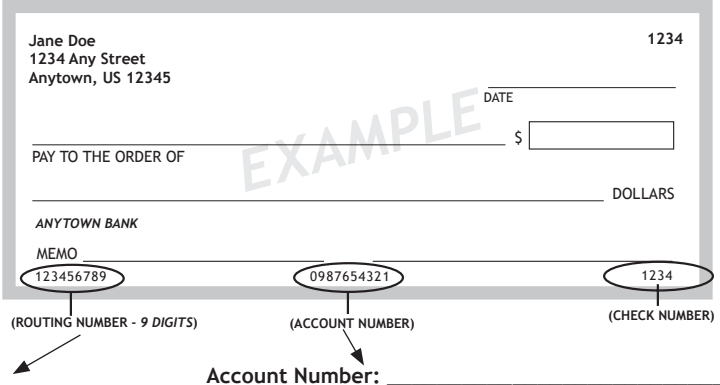 Jane Doe
1234
1234 Any Street
Anytown, US 12345
DATE
EXAMPLE
$
PAY TO THE ORDER OF
DOLLARS
ANYTOWN BANK
MEMO
123456789
0987654321
1234
(ROUTING NUMBER - 9 DIGITS)
(ACCOUNT NUMBER)
(CHECK NUMBER)
Account Number: